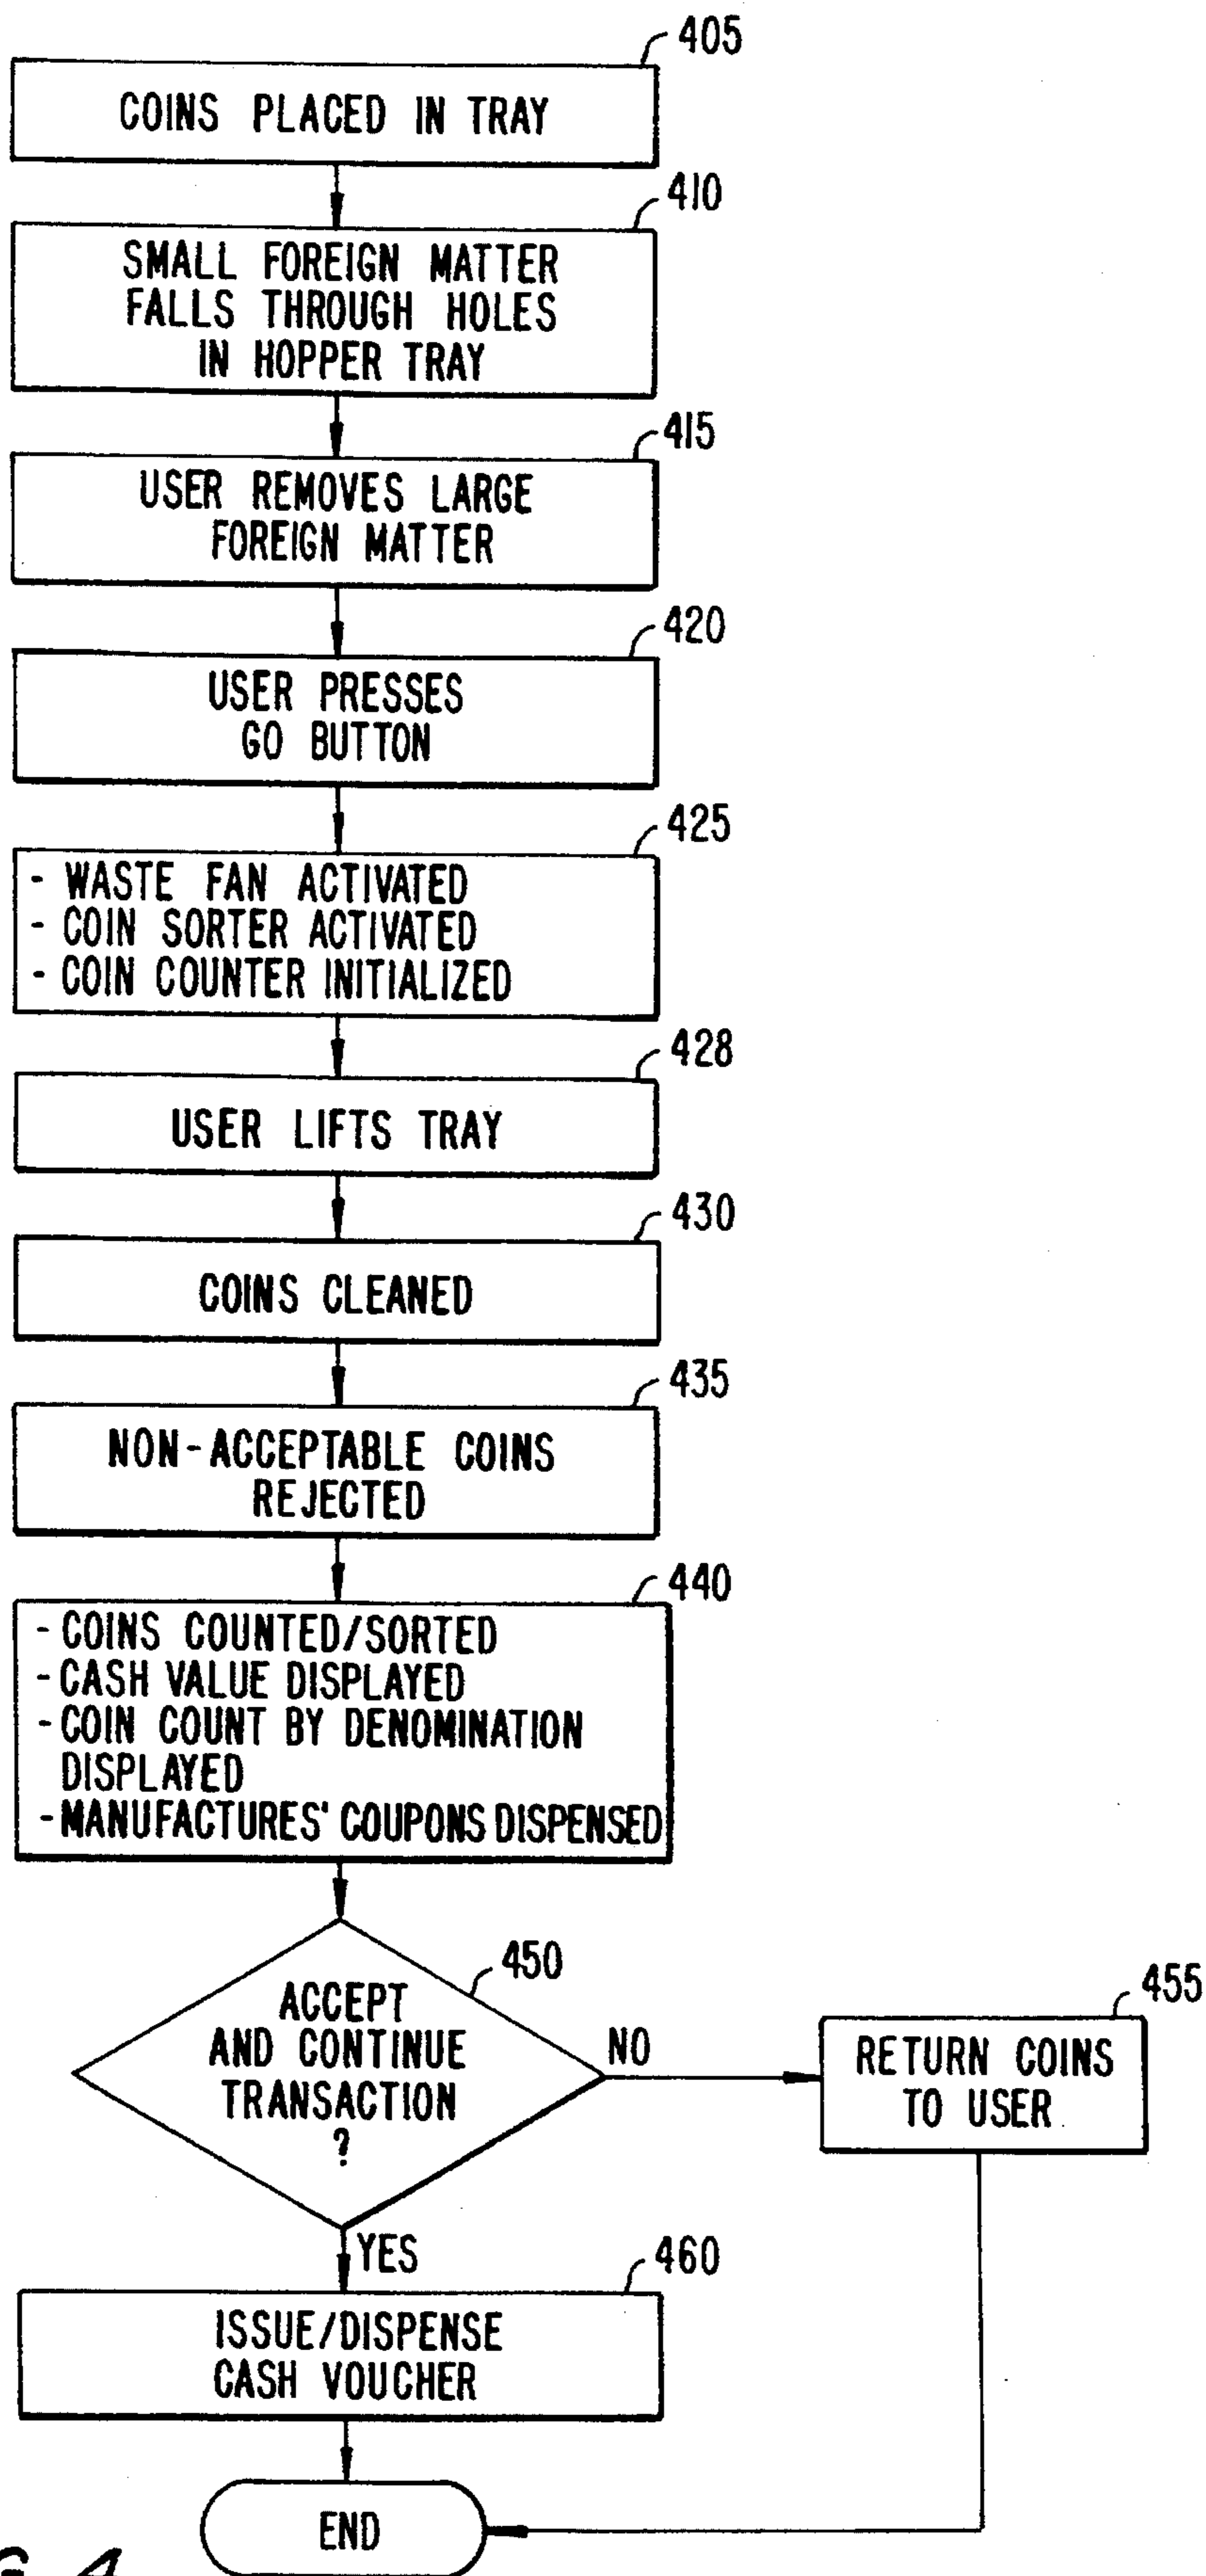 405
COINS PLACED IN TRAY
410
SMALL FOREIGN MATTER
FALLS THROUGH HOLES
IN HOPPER TRAY
415
USER REMOVES LARGE
FOREIGN MATTER
420
USER PRESSES
GO BUTTON
425
- WASTE FAN ACTIVATED
- COIN SORTER ACTIVATED
- COIN COUNTER INITIALIZED
428
USER LIFTS TRAY
430
COINS CLEANED
435
NON-ACCEPTABLE COINS
REJECTED
440
- COINS COUNTED/SORTED
- CASH VALUE DISPLAYED
- COIN COUNT BY DENOMINATION
DISPLAYED
- MANUFACTURES' COUPONS DISPENSED
450
ACCEPT
AND CONTINUE
TRANSACTION
?
NO
455
RETURN COINS
TO USER
YES
460
ISSUE/DISPENSE
CASH VOUCHER
END